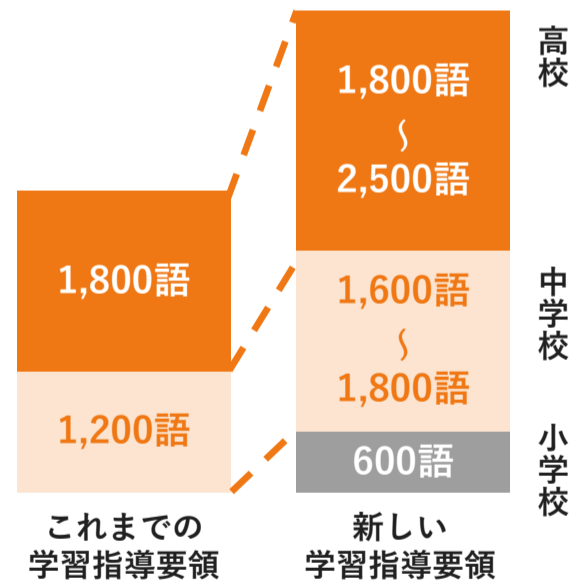 1,800語
1,200語
これまでの
学習指導要領
1,800語
〜
2,500語
1,600語
〜
1,800語
600語
新しい
学習指導要領
高校
中学校
小学校